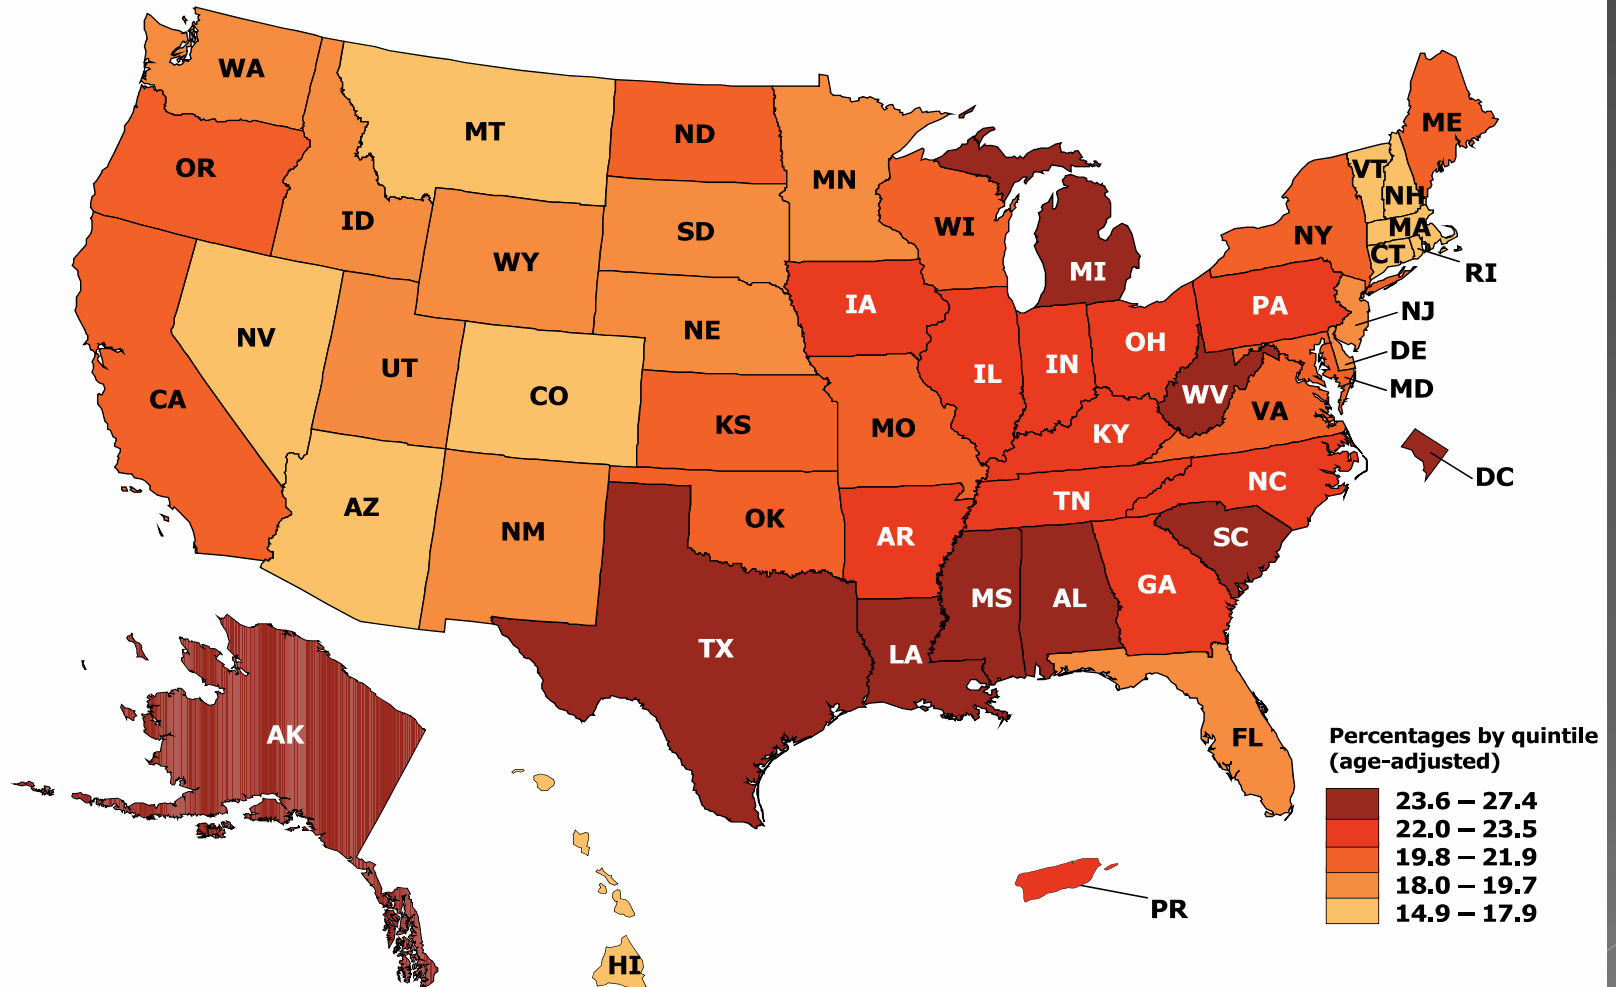 WA
MT
ND
MN
ME
OR
VT
NH
ID
SD
WI
NY
MA
WY
CT
RI
MI
IA
PA
NJ
NV
NE
OH
DE
UT
IN
IL
CO
MD
CA
WV
VA
KS
MO
KY
DC
NC
AZ
TN
OK
NM
AR
SC
GA
MS
AL
TX
LA
AK
FL
HI
PR
Percentages by quintile
(age-adjusted)
23.6 – 27.4
22.0 – 23.5
19.8 – 21.9
18.0 – 19.7
14.9 – 17.9